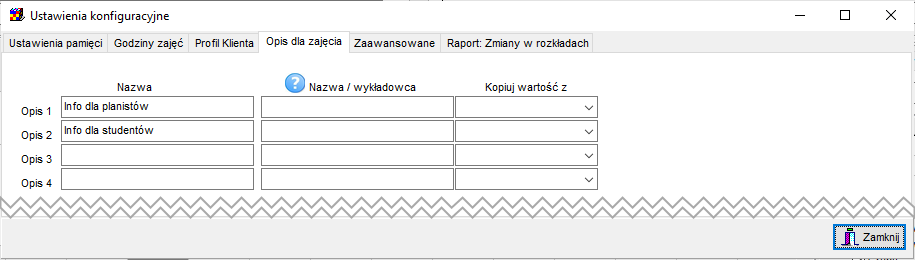 Ustawienia konfiguracyjne
Ustawienia pamięci Godziny zajęć Profil Klienta Opis dla zajęcia Zaawansowane Raport: Zmiany w rozkładach
Nazwa ? Nazwa / wykładowca Kopiuj wartość z
Opis 1 Info dla planistów
Opis 2 Info dla studentów
Opis 3
Opis 4
Zamknij